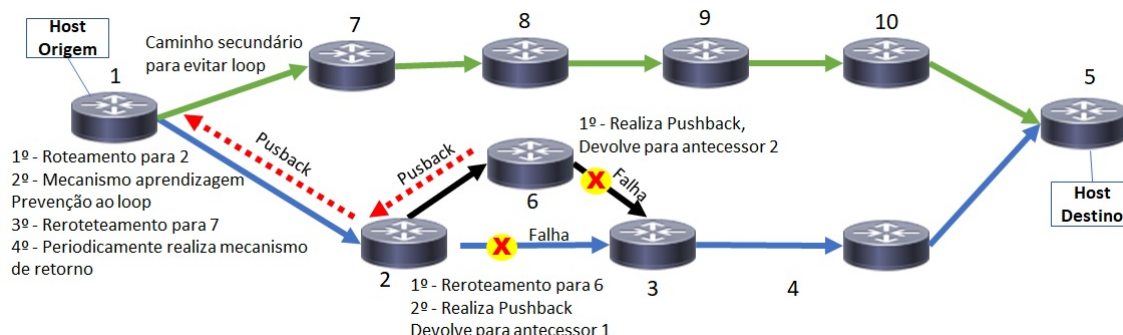 Host
Origem
1
Caminho secundário
para evitar loop
7
8
9
10
5
Host
Destino
Pusback
Pusback
1º - Realiza Pushback,
Devolve para antecessor 2
1º - Roteamento para 2
2º - Mecanismo aprendizagem
Prevenção ao loop
3º - Reroteteamento para 7
4º - Periodicamente realiza mecanismo
de retorno
6
X
Falha
X
Falha
2
3
4
1º - Reroteamento para 6
2º - Realiza Pushback
Devolve para antecessor 1